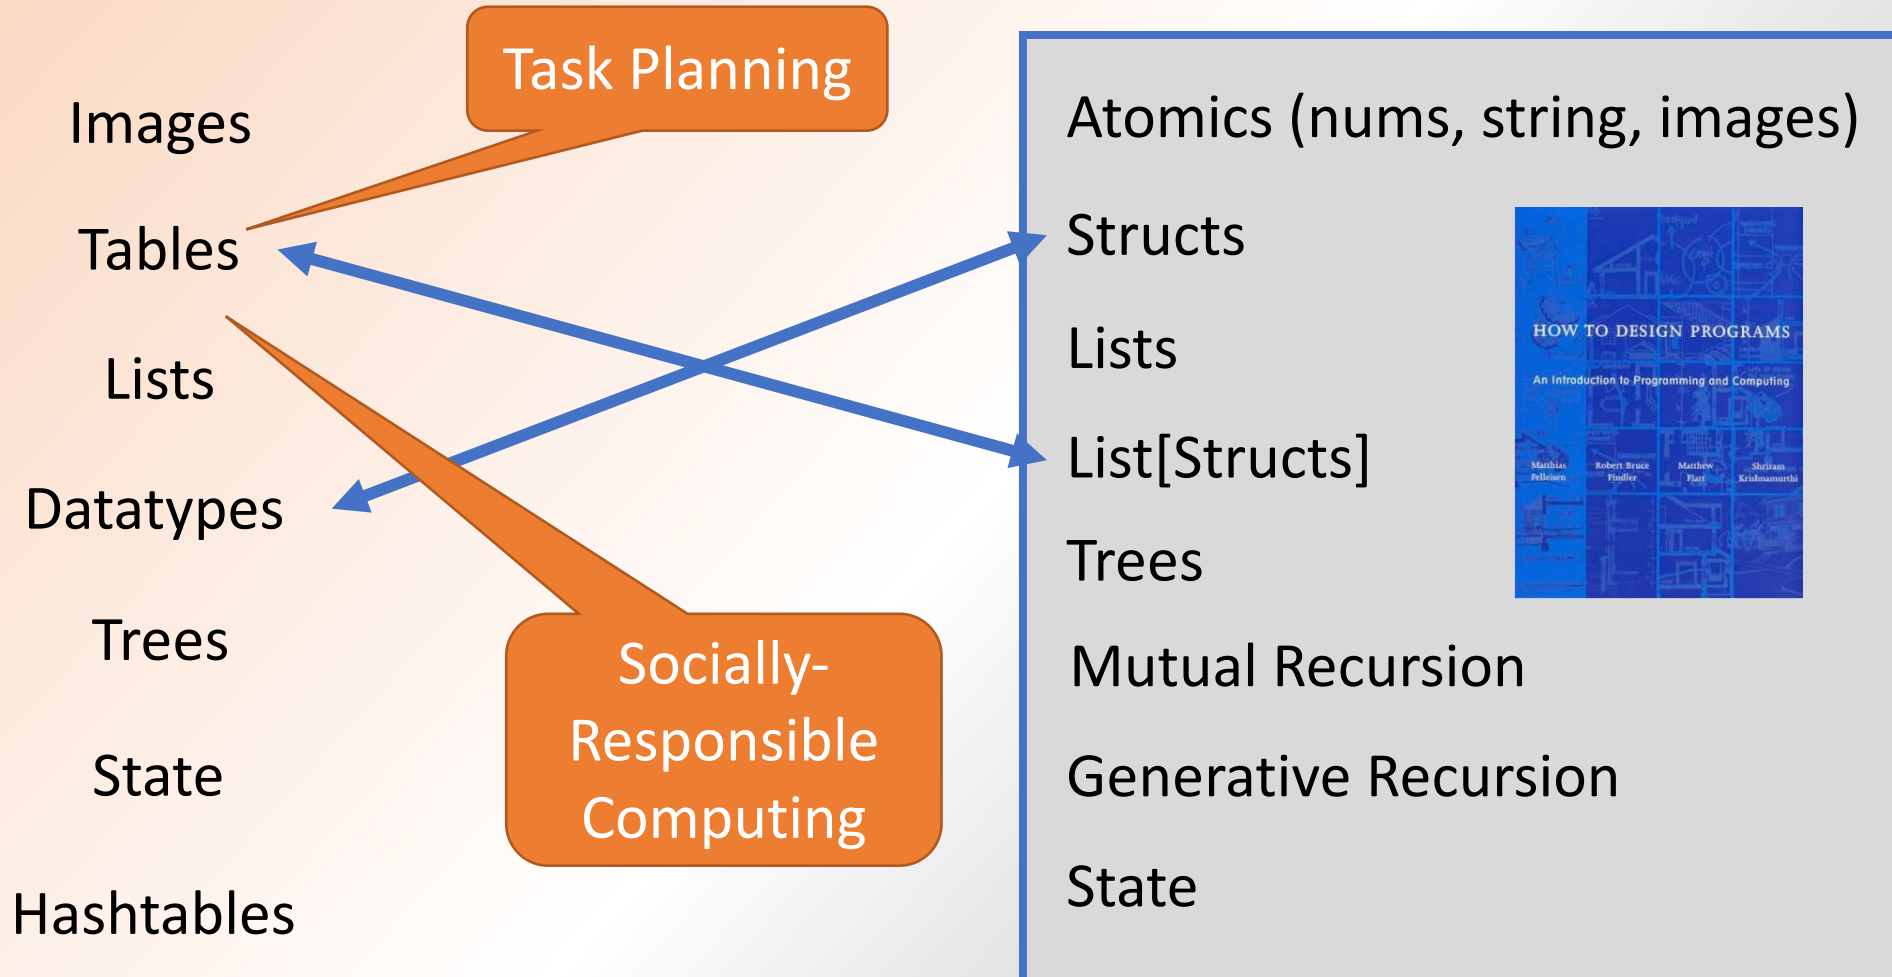 Task Planning
Images
Tables
Lists
Datatypes
Trees
State
Hashtables
Socially-
Responsible
Computing
Atomics (nums, string, images)
Structs
Lists
List[Structs]
Trees
Mutual Recursion
Generative Recursion
State
HOW TO DESIGN PROGRAMS
An Introduction to Programming and Computing
Matthias Felleisen
Robert Bruce Findler
Matthew Flatt
Shriram Krishnamurthi